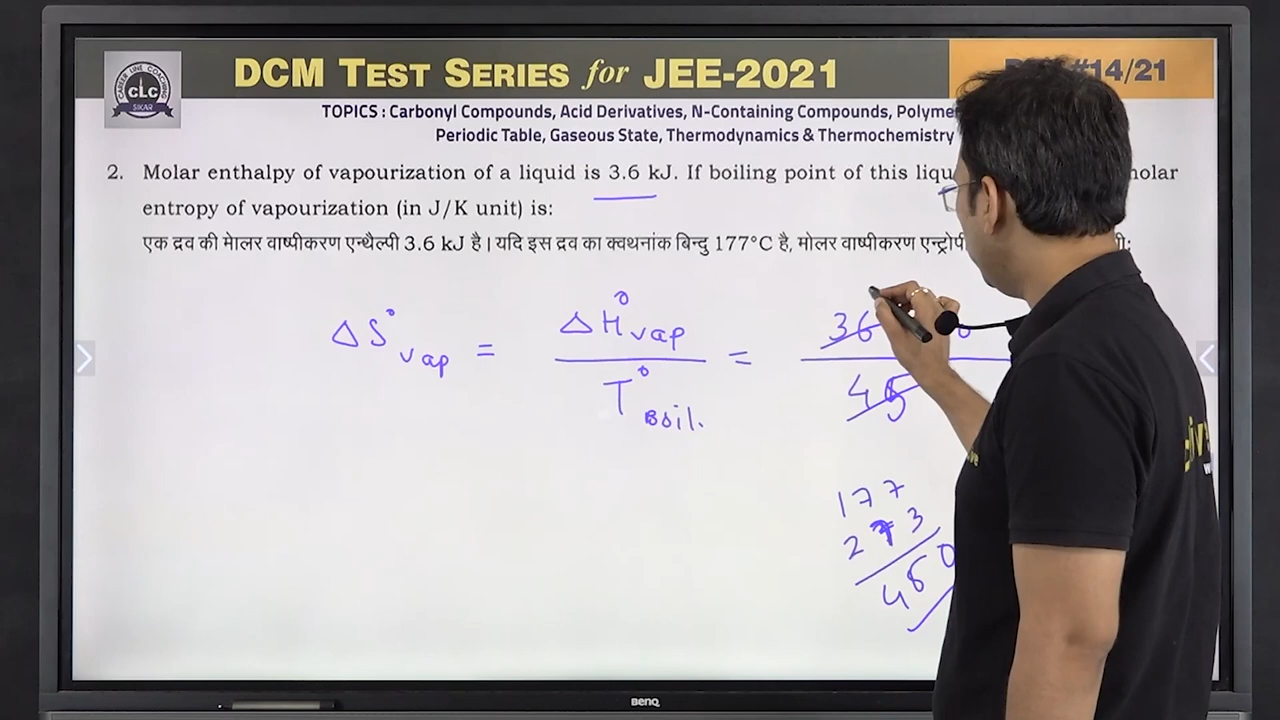 DCM TEST SERIES for JEE-2021
#14/21
CAREER LINE COACHING
CLC
SIKAR
TOPICS : Carbonyl Compounds, Acid Derivatives, N-Containing Compounds, Polyme
Periodic Table, Gaseous State, Thermodynamics & Thermochemistry
2. Molar enthalpy of vapourization of a liquid is 3.6 kJ. If boiling point of this liqu molar
entropy of vapourization (in J/K unit) is:
एक द्रव की मेालर वाष्पीकरण एन्थैल्पी 3.6 kJ है। यदि इस द्रव का क्वथनांक बिन्दु 177°C है, मोलर वाष्पीकरण एन्ट्रोपी
ΔS°vap = ΔH°vap / T°Boil. = 36 0 / 45
177
273
450
BenQ